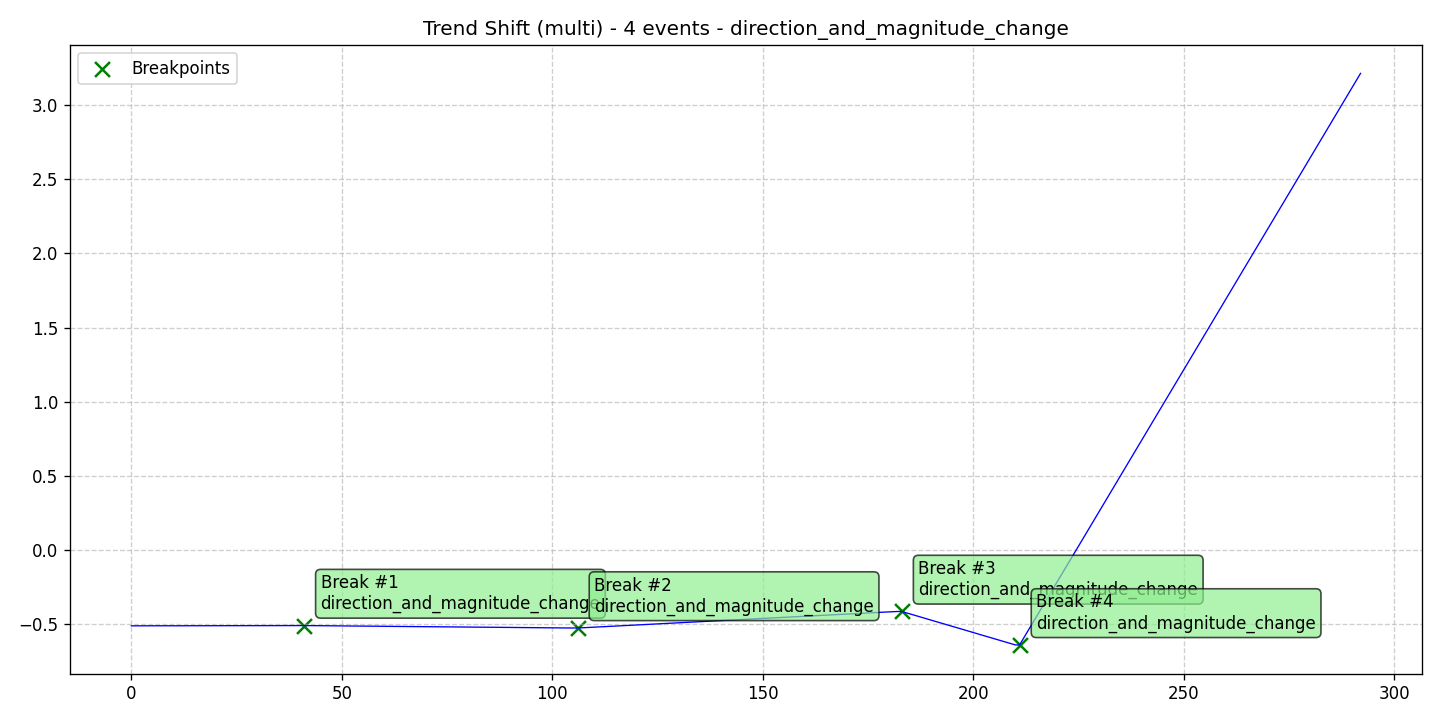 Trend Shift (multi) - 4 events - direction_and_magnitude_change
Breakpoints
3.0
2.5
2.0
1.5
1.0
0.5
0.0
−0.5
Break #1
direction_and_magnitude_change
Break #2
direction_and_magnitude_change
Break #3
direction_and_magnitude_change
Break #4
direction_and_magnitude_change
0
50
100
150
200
250
300